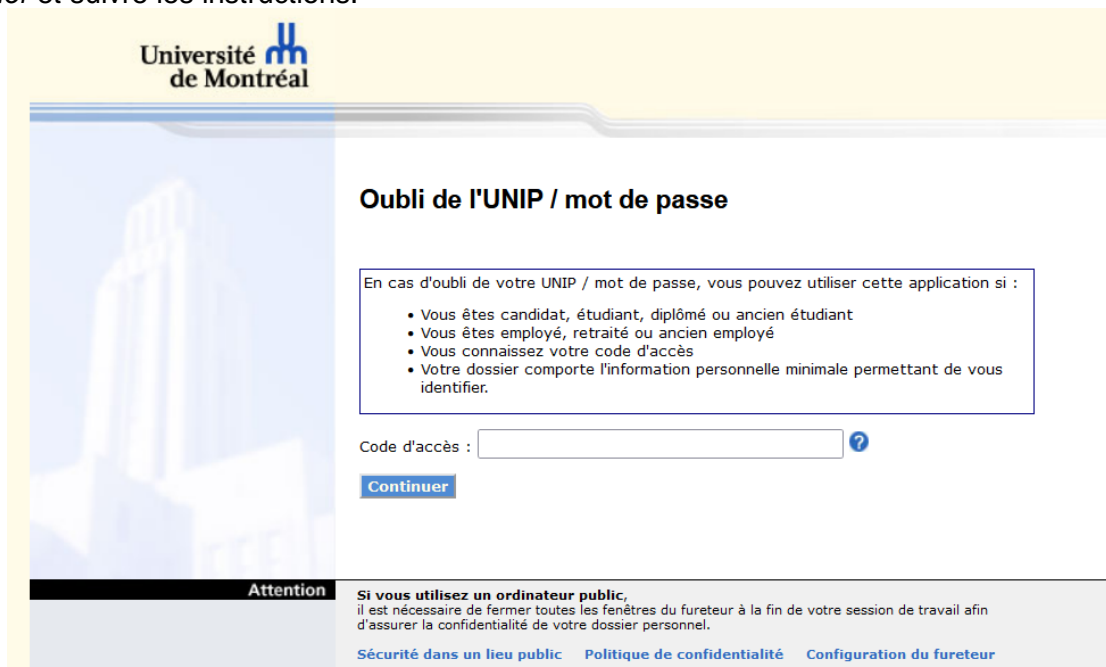 et suivre les instructions.
Université
de Montréal
Oubli de l'UNIP / mot de passe
En cas d'oubli de votre UNIP / mot de passe, vous pouvez utiliser cette application si :
• Vous êtes candidat, étudiant, diplômé ou ancien étudiant
• Vous êtes employé, retraité ou ancien employé
• Vous connaissez votre code d'accès
• Votre dossier comporte l'information personnelle minimale permettant de vous
identifier.
Code d'accès :
?
Continuer
Attention
Si vous utilisez un ordinateur public,
il est nécessaire de fermer toutes les fenêtres du fureteur à la fin de votre session de travail afin
d'assurer la confidentialité de votre dossier personnel.
Sécurité dans un lieu public Politique de confidentialité Configuration du fureteur